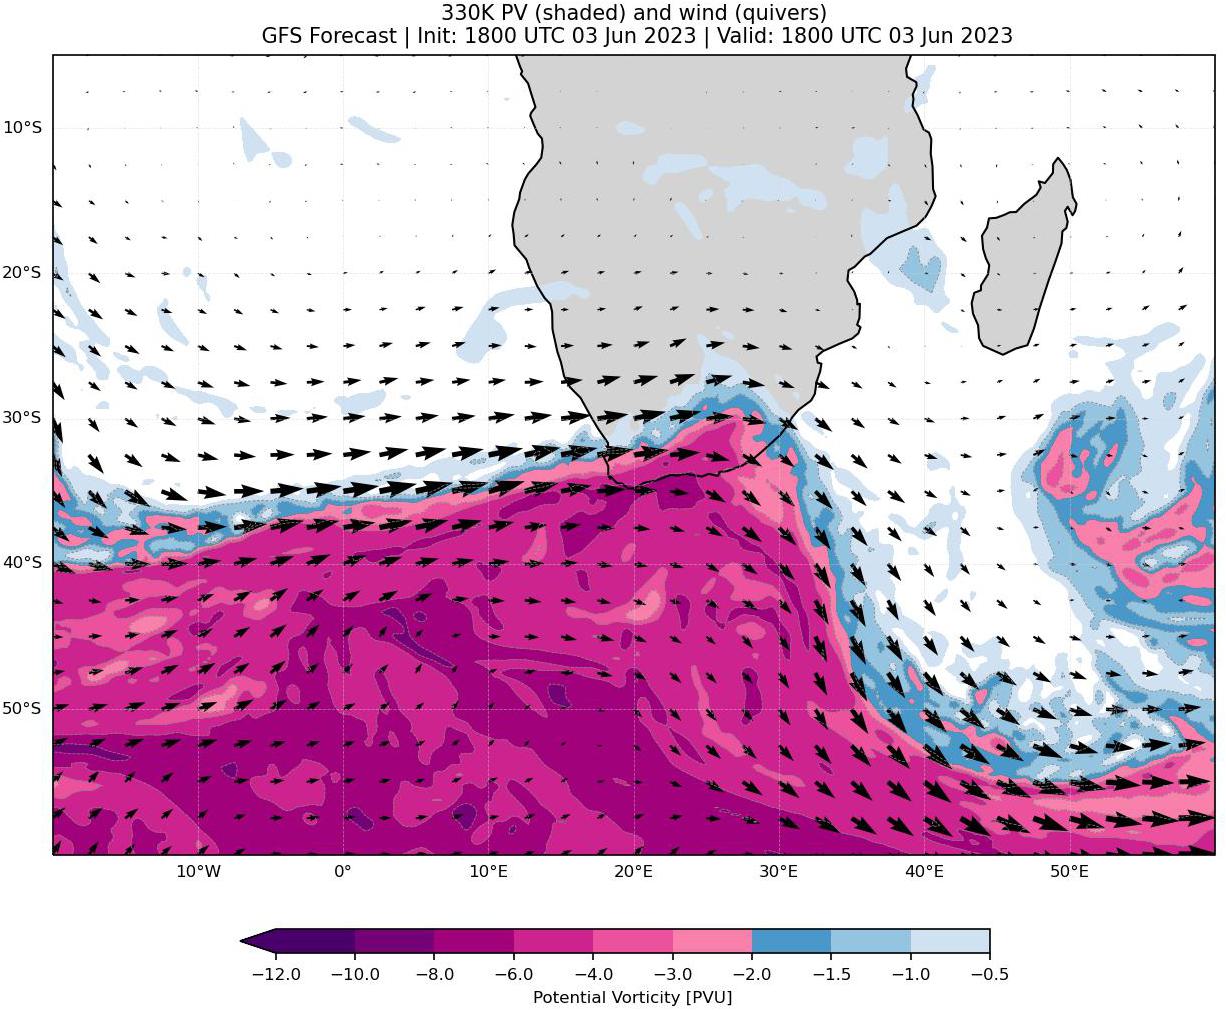 330K PV (shaded) and wind (quivers)
GFS Forecast | Init: 1800 UTC 03 Jun 2023 | Valid: 1800 UTC 03 Jun 2023
10°S
20°S
30°S
40°S
50°S
10°W 0° 10°E 20°E 30°E 40°E 50°E
−12.0 −10.0 −8.0 −6.0 −4.0 −3.0 −2.0 −1.5 −1.0 −0.5
Potential Vorticity [PVU]